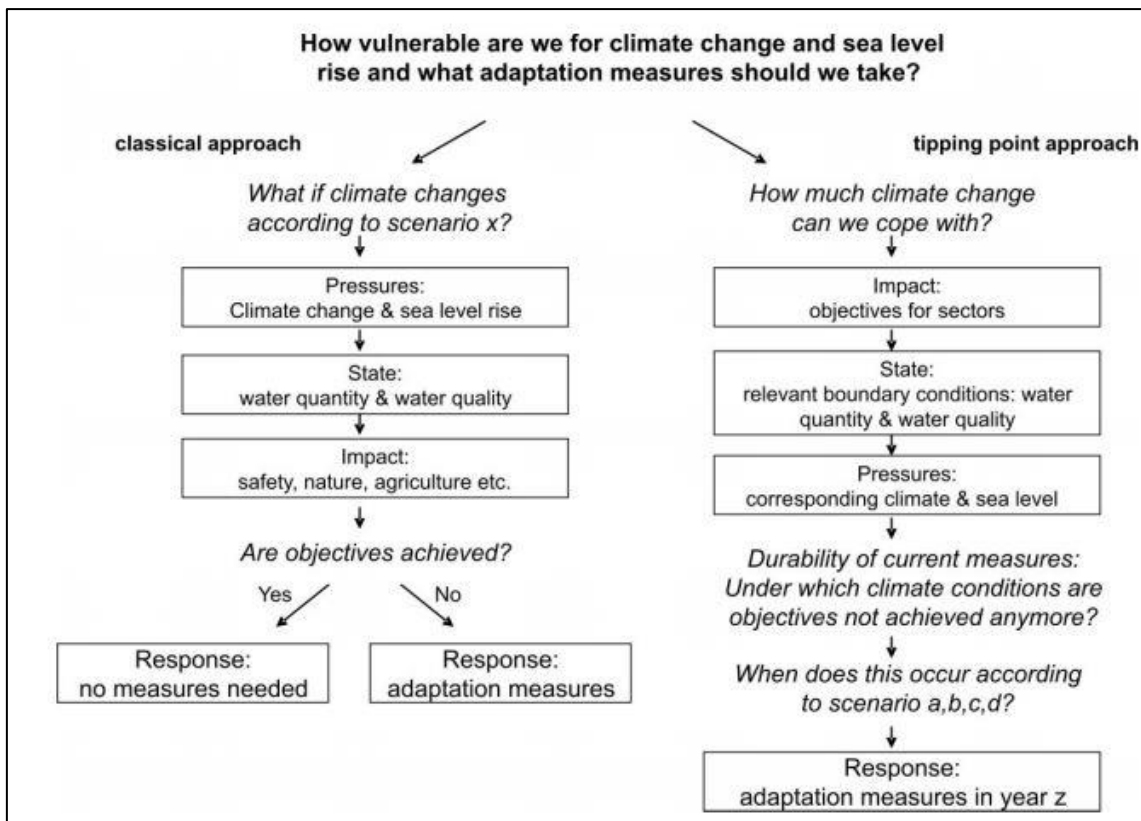 How vulnerable are we for climate change and sea level
rise and what adaptation measures should we take?
classical approach
What if climate changes
according to scenario x?
Pressures:
Climate change & sea level rise
State:
water quantity & water quality
Impact:
safety, nature, agriculture etc.
Are objectives achieved?
Yes
No
Response:
no measures needed
Response:
adaptation measures
tipping point approach
How much climate change
can we cope with?
Impact:
objectives for sectors
State:
relevant boundary conditions: water
quantity & water quality
Pressures:
corresponding climate & sea level
Durability of current measures:
Under which climate conditions are
objectives not achieved anymore?
When does this occur according
to scenario a,b,c,d?
Response:
adaptation measures in year z